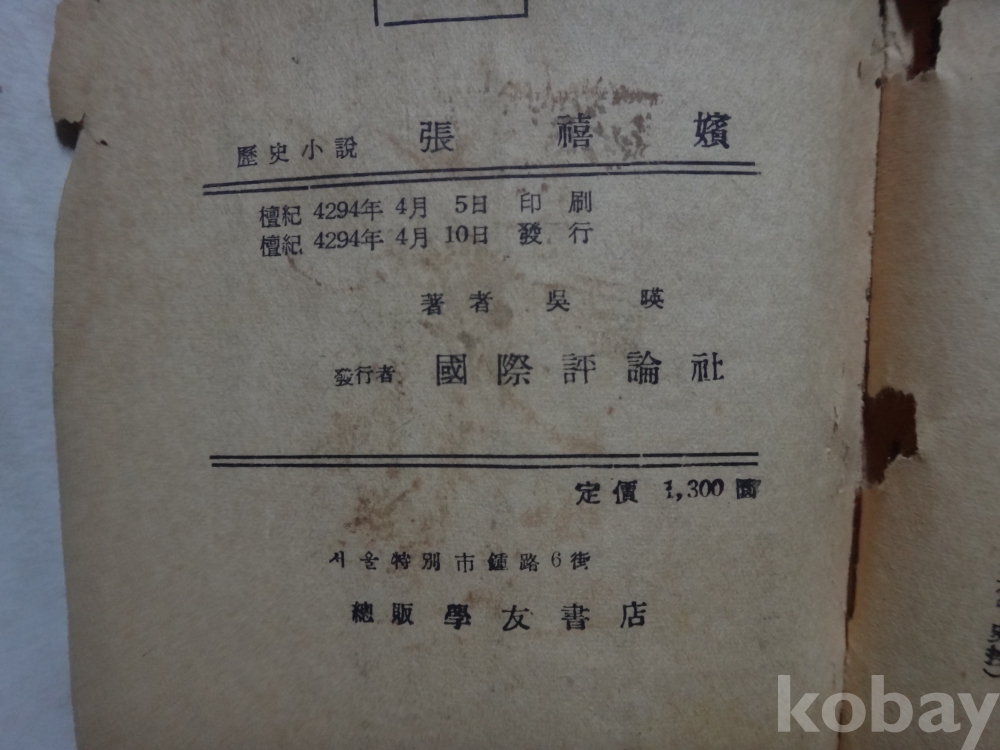 歷史小說 張禧嬪
檀紀 4294年 4月 5日 印刷
檀紀 4294年 4月 10日 發行
著者 吳暎
發行者 國際評論社
定價 1,300圜
서울特別市鍾路6街
總販 學友書店
kobay